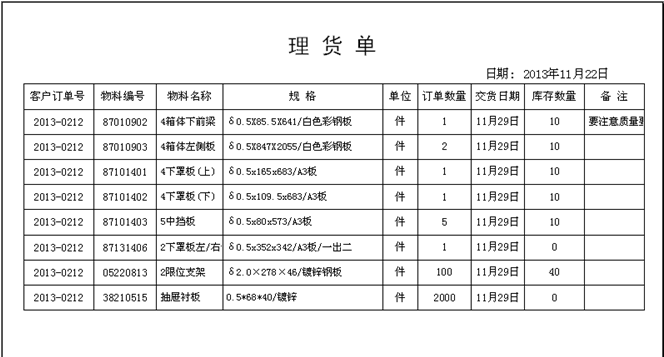 理 货 单
日期: 2013年11月22日
客户订单号 物料编号 物料名称 规 格 单位 订单数量 交货日期 库存数量 备 注
2013-0212 87010902 4箱体下前梁 δ0.5X85.5X641/白色彩钢板 件 1 11月29日 10 要注意质量要
2013-0212 87010903 4箱体左侧板 δ0.5X847X2055/白色彩钢板 件 2 11月29日 10
2013-0212 87101401 4下罩板(上) δ0.5x165x683/A3板 件 1 11月29日 10
2013-0212 87101402 4下罩板(下) δ0.5x109.5x683/A3板 件 1 11月29日 10
2013-0212 87101403 5中挡板 δ0.5x80x573/A3板 件 5 11月29日 10
2013-0212 87131406 2下罩板左/右 δ0.5x352x342/A3板/一出二 件 1 11月29日 0
2013-0212 05220813 2限位支架 δ2.0×278×46/镀锌钢板 件 100 11月29日 40
2013-0212 38210515 抽屉衬板 0.5*68*40/镀锌 件 2000 11月29日 0